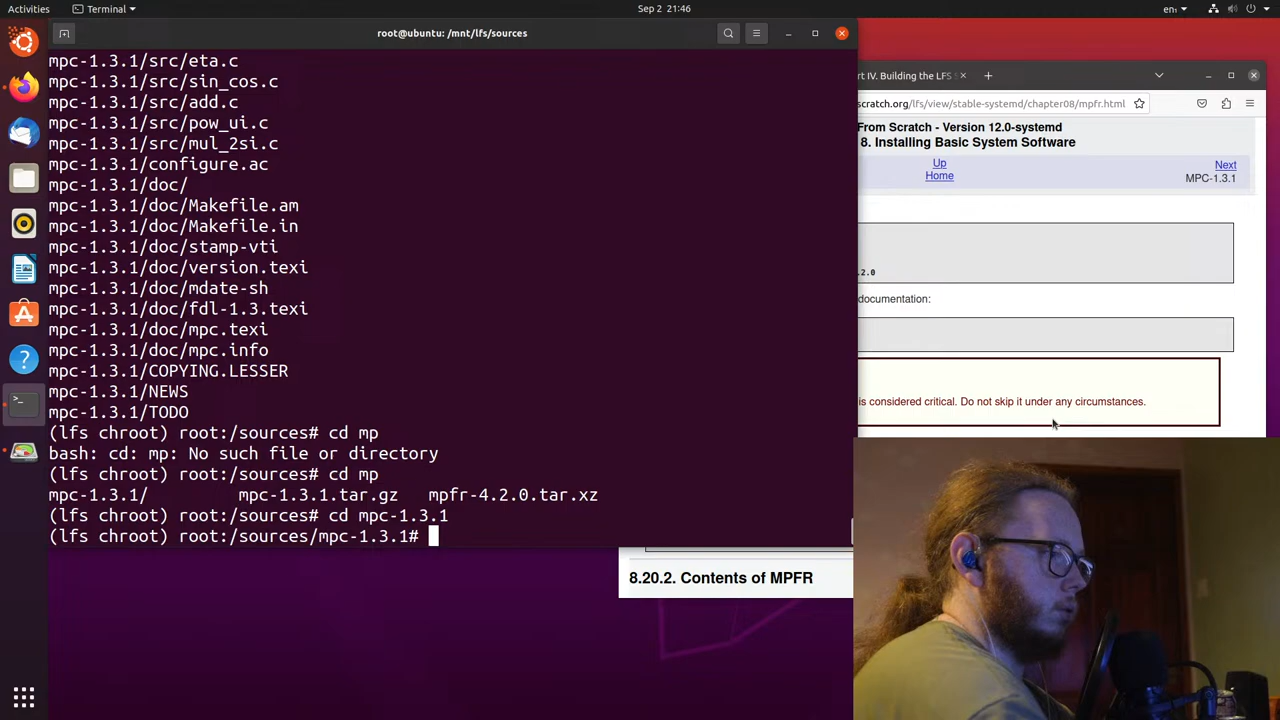 Activities
Terminal
Sep 2 21:46
en
root@ubuntu: /mnt/lfs/sources
mpc-1.3.1/src/eta.c
mpc-1.3.1/src/sin_cos.c
mpc-1.3.1/src/add.c
mpc-1.3.1/src/pow_ui.c
mpc-1.3.1/src/mul_2si.c
mpc-1.3.1/configure.ac
mpc-1.3.1/doc/
mpc-1.3.1/doc/Makefile.am
mpc-1.3.1/doc/Makefile.in
mpc-1.3.1/doc/stamp-vti
mpc-1.3.1/doc/version.texi
mpc-1.3.1/doc/mdate-sh
mpc-1.3.1/doc/fdl-1.3.texi
mpc-1.3.1/doc/mpc.texi
mpc-1.3.1/doc/mpc.info
mpc-1.3.1/COPYING.LESSER
mpc-1.3.1/NEWS
mpc-1.3.1/TODO
(lfs chroot) root:/sources# cd mp
bash: cd: mp: No such file or directory
(lfs chroot) root:/sources# cd mp
mpc-1.3.1/ mpc-1.3.1.tar.gz mpfr-4.2.0.tar.xz
(lfs chroot) root:/sources# cd mpc-1.3.1
(lfs chroot) root:/sources/mpc-1.3.1#
rt IV. Building the LFS
scratch.org/lfs/view/stable-systemd/chapter08/mpfr.html
From Scratch - Version 12.0-systemd
8. Installing Basic System Software
Up
Home
Next
MPC-1.3.1
.2.0
documentation:
is considered critical. Do not skip it under any circumstances.
8.20.2. Contents of MPFR